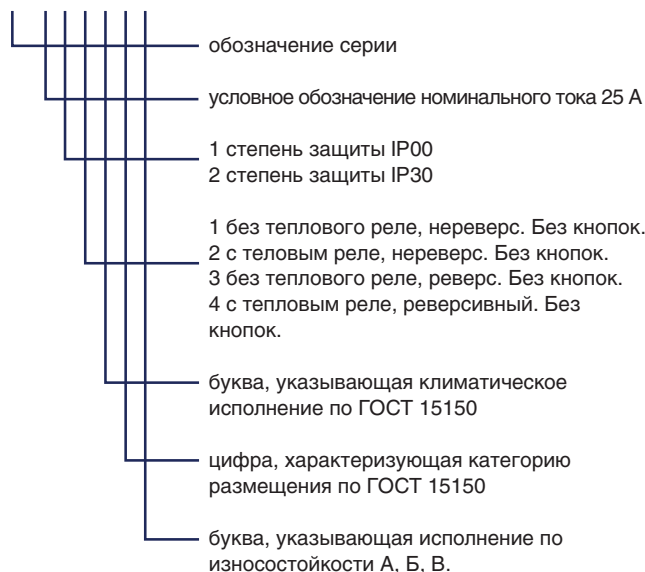 обозначение серии
условное обозначение номинального тока 25 А
1 степень защиты IP00
2 степень защиты IP30
1 без теплового реле, нереверс. Без кнопок.
2 с теловым реле, нереверс. Без кнопок.
3 без теплового реле, реверс. Без кнопок.
4 с тепловым реле, реверсивный. Без
кнопок.
буква, указывающая климатическое
исполнение по ГОСТ 15150
цифра, характеризующая категорию
размещения по ГОСТ 15150
буква, указывающая исполнение по
износостойкости А, Б, В.